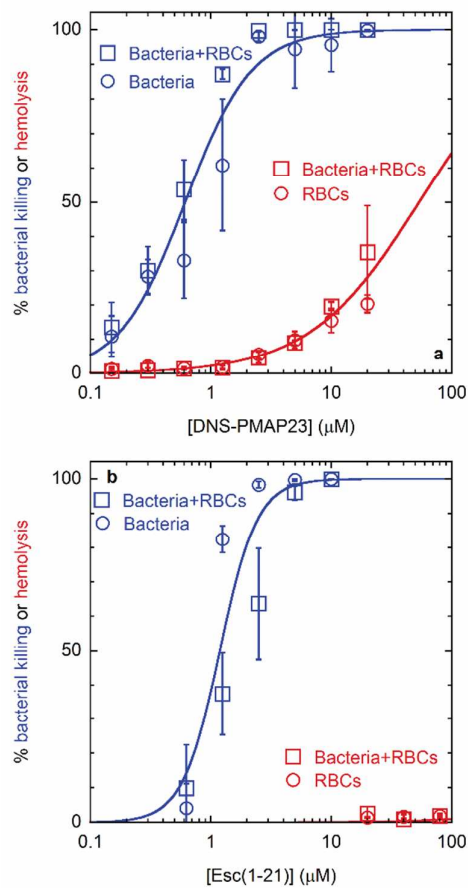 100
50
0
% bacterial killing or hemolysis
Bacteria+RBCs
Bacteria
Bacteria+RBCs
RBCs
a
0.1
1
10
100
[DNS-PMAP23] (μM)
100
50
0
% bacterial killing or hemolysis
b
Bacteria+RBCs
Bacteria
Bacteria+RBCs
RBCs
0.1
1
10
100
[Esc(1-21)] (μM)